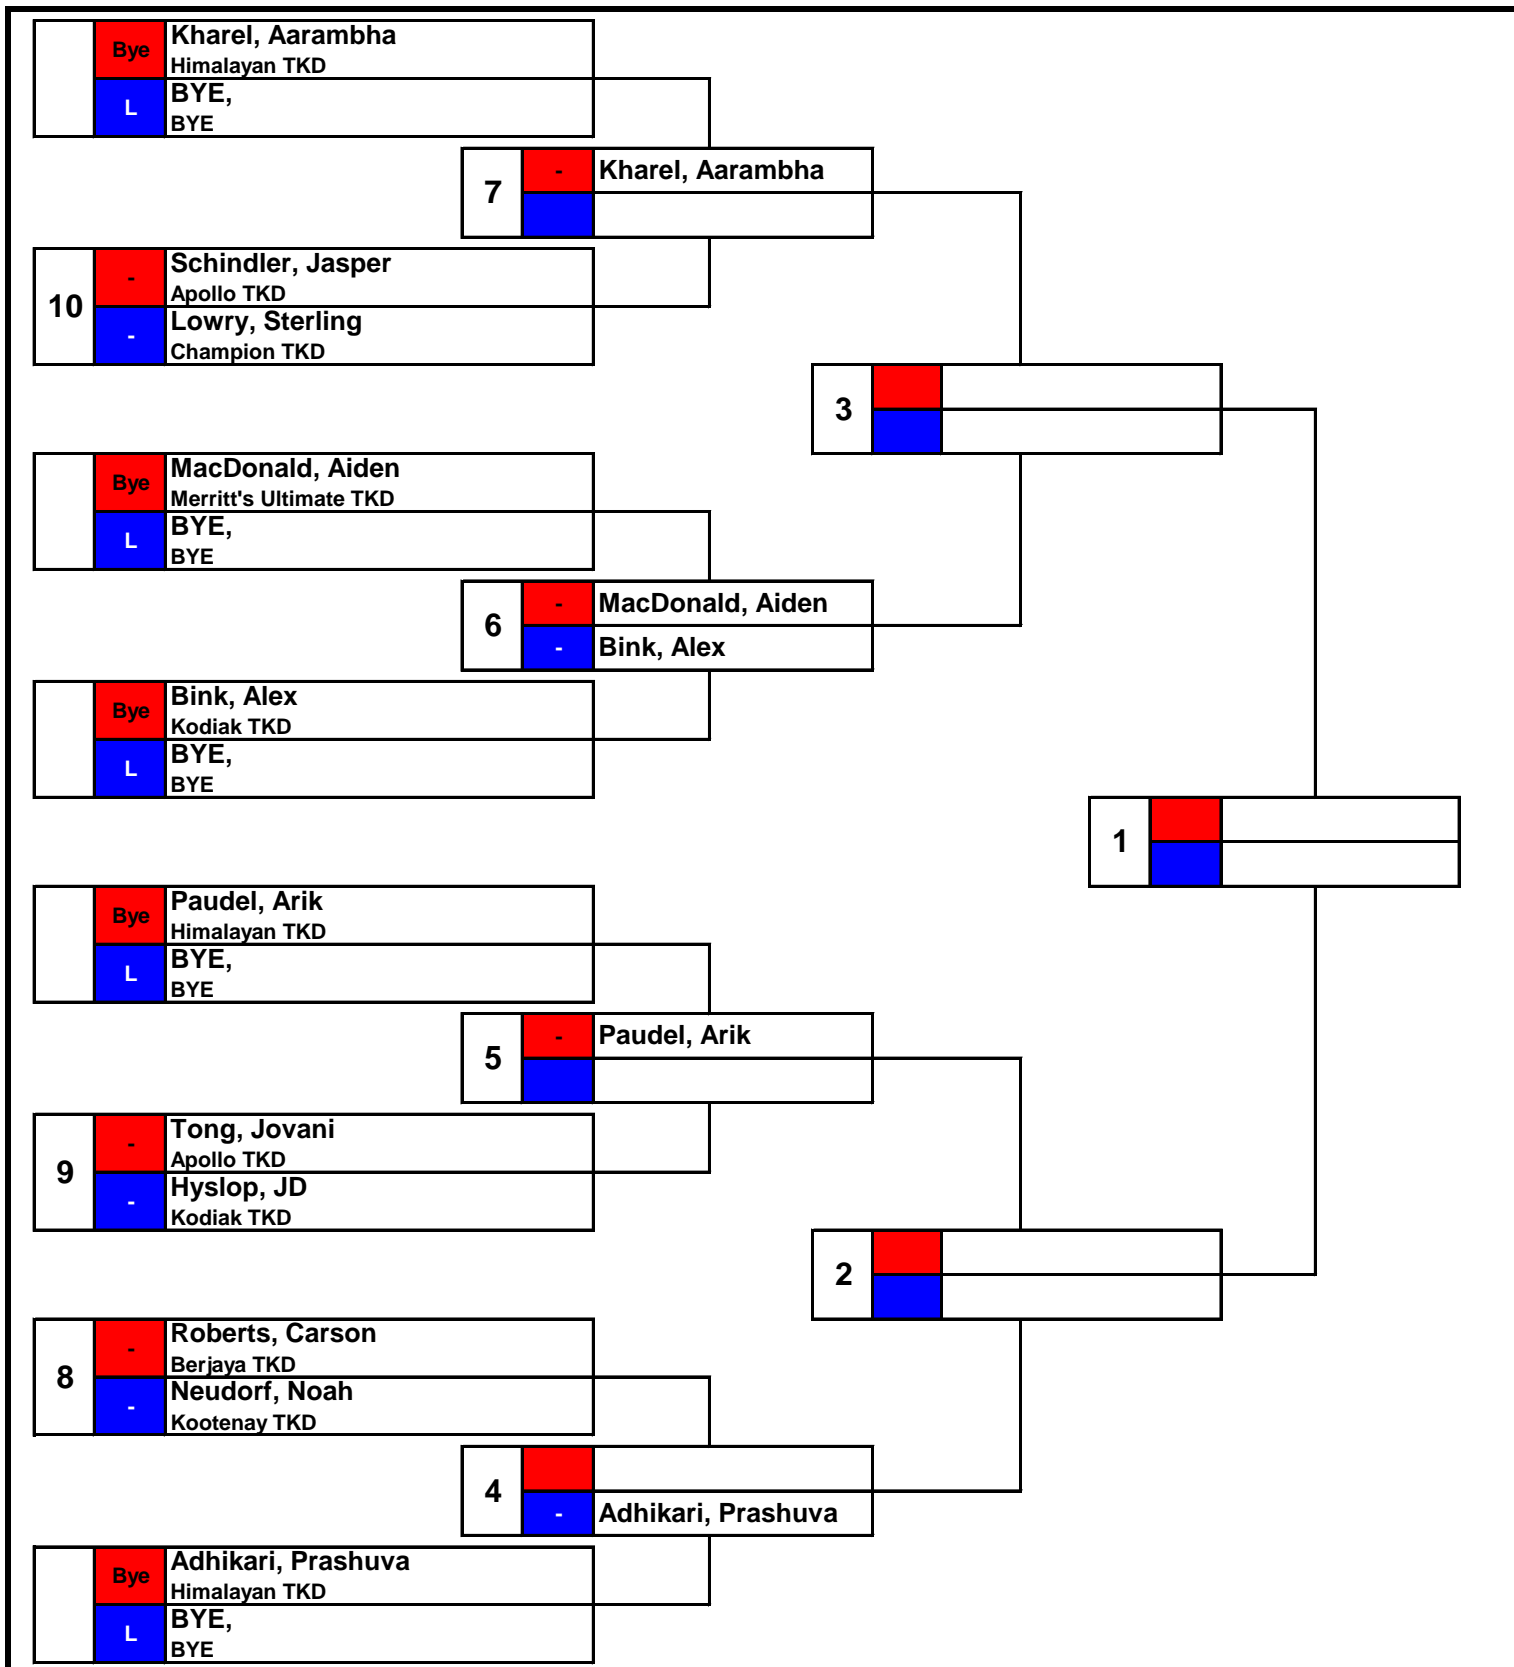 Bye
Kharel, Aarambha
Himalayan TKD
L
BYE,
BYE
7
-
Kharel, Aarambha
10
-
Schindler, Jasper
Apollo TKD
-
Lowry, Sterling
Champion TKD
3
Bye
MacDonald, Aiden
Merritt's Ultimate TKD
L
BYE,
BYE
6
-
MacDonald, Aiden
-
Bink, Alex
Bye
Bink, Alex
Kodiak TKD
L
BYE,
BYE
1
Bye
Paudel, Arik
Himalayan TKD
L
BYE,
BYE
5
-
Paudel, Arik
9
-
Tong, Jovani
Apollo TKD
-
Hyslop, JD
Kodiak TKD
2
8
-
Roberts, Carson
Berjaya TKD
-
Neudorf, Noah
Kootenay TKD
4
-
Adhikari, Prashuva
Bye
Adhikari, Prashuva
Himalayan TKD
L
BYE,
BYE